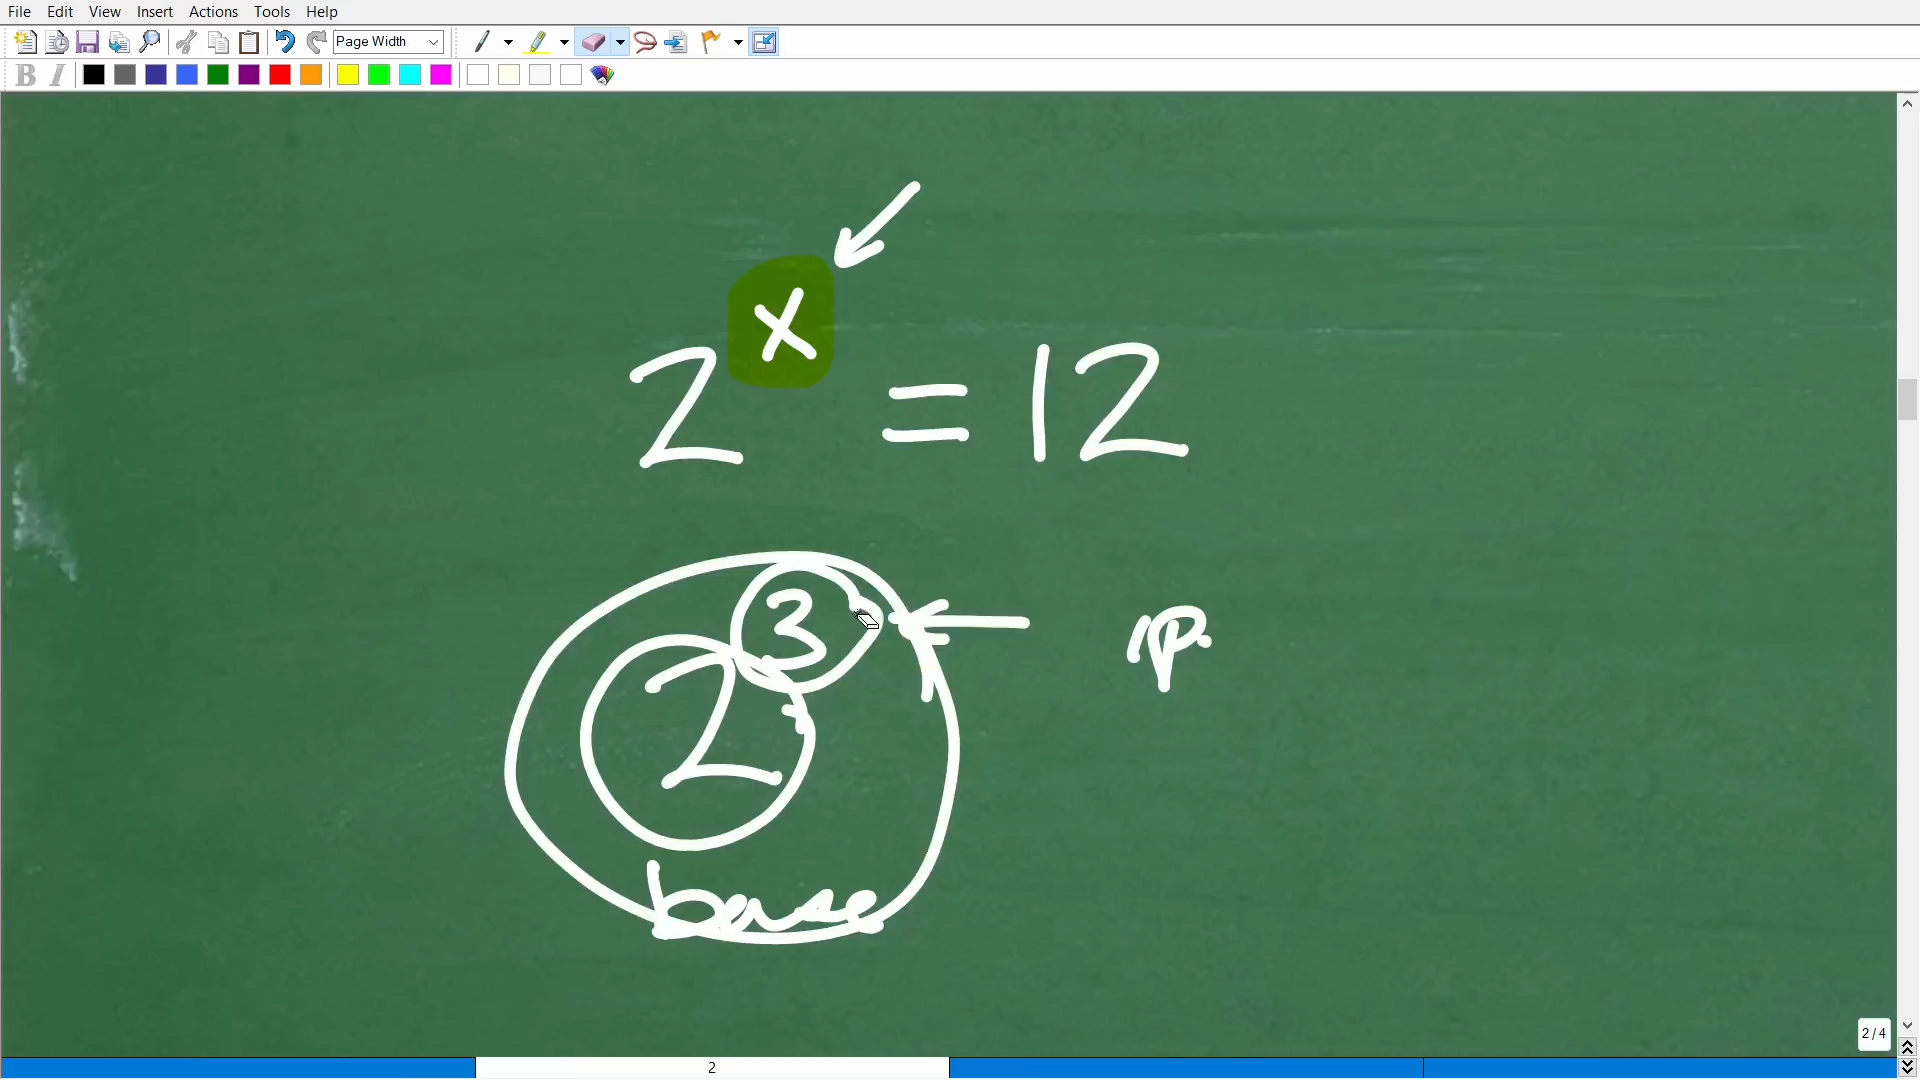 File Edit View Insert Actions Tools Help
Page Width
B I
2^x = 12
2^3
base
2 / 4
2